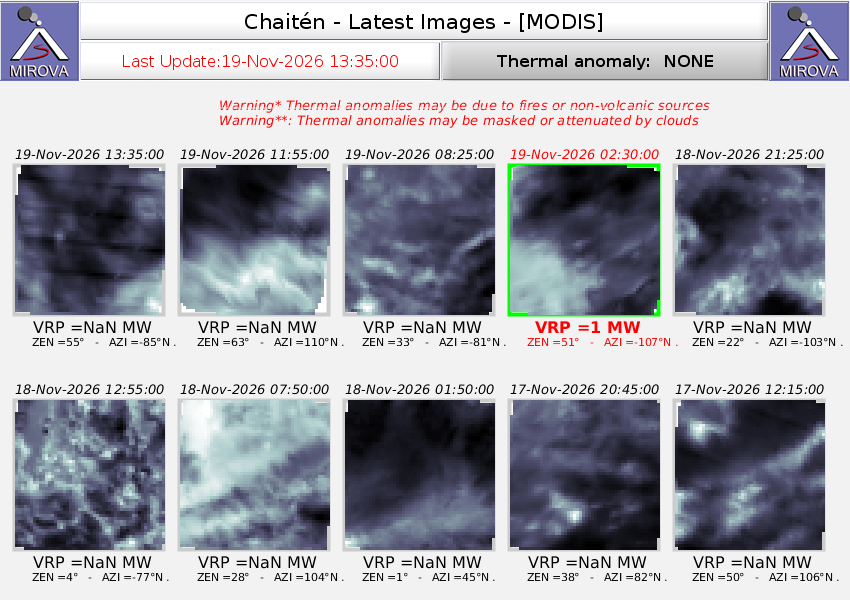 Chaitén - Latest Images - [MODIS]
MIROVA
Last Update:19-Nov-2026 13:35:00
Thermal anomaly: NONE
MIROVA
Warning* Thermal anomalies may be due to fires or non-volcanic sources
Warning**: Thermal anomalies may be masked or attenuated by clouds
19-Nov-2026 13:35:00 19-Nov-2026 11:55:00 19-Nov-2026 08:25:00 19-Nov-2026 02:30:00 18-Nov-2026 21:25:00
VRP =NaN MW VRP =NaN MW VRP =NaN MW VRP =1 MW VRP =NaN MW
ZEN =55° - AZI =-85°N . ZEN =63° - AZI =110°N . ZEN =33° - AZI =-81°N . ZEN =51° - AZI =-107°N . ZEN =22° - AZI =-103°N .
18-Nov-2026 12:55:00 18-Nov-2026 07:50:00 18-Nov-2026 01:50:00 17-Nov-2026 20:45:00 17-Nov-2026 12:15:00
VRP =NaN MW VRP =NaN MW VRP =NaN MW VRP =NaN MW VRP =NaN MW
ZEN =4° - AZI =-77°N . ZEN =28° - AZI =104°N . ZEN =1° - AZI =45°N . ZEN =38° - AZI =82°N . ZEN =50° - AZI =106°N .